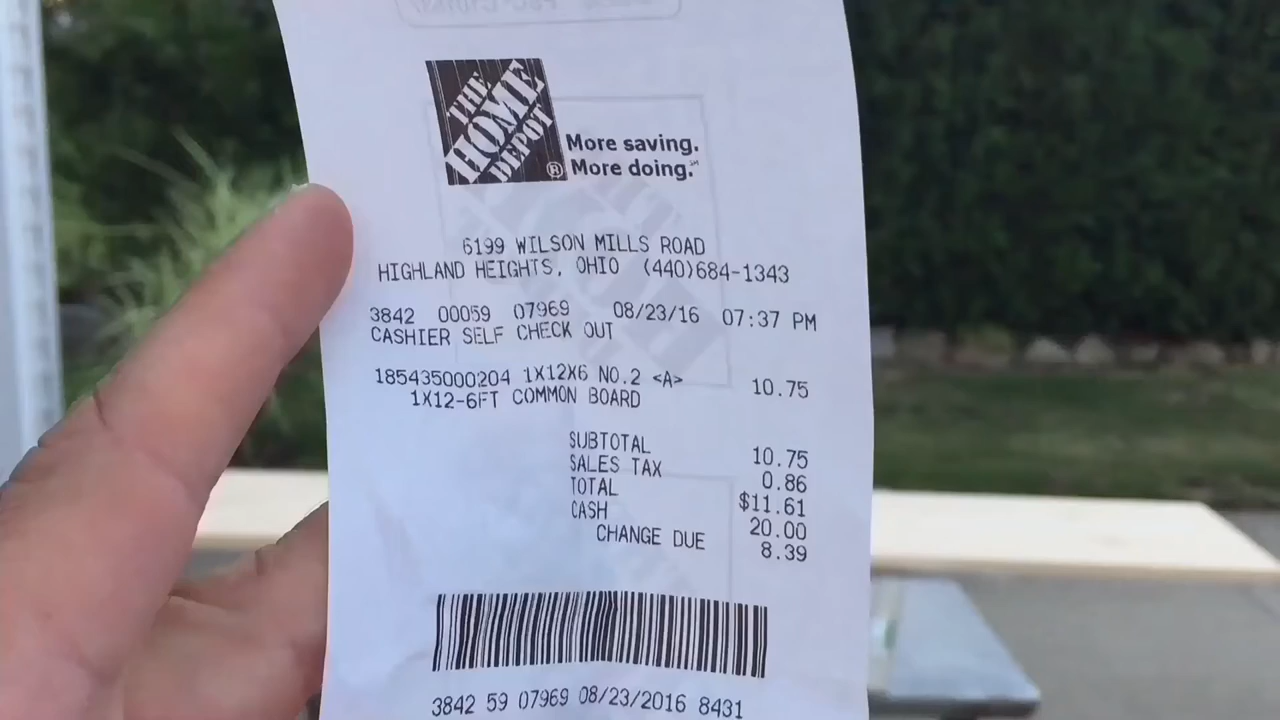 THE
HOME
DEPOT
®
More saving.
More doing.℠
6199 WILSON MILLS ROAD
HIGHLAND HEIGHTS, OHIO (440)684-1343
3842 00059 07969 08/23/16 07:37 PM
CASHIER SELF CHECK OUT
185435000204 1X12X6 NO.2 <A> 10.75
1X12-6FT COMMON BOARD
SUBTOTAL 10.75
SALES TAX 0.86
TOTAL $11.61
CASH 20.00
CHANGE DUE 8.39
3842 59 07969 08/23/2016 8431